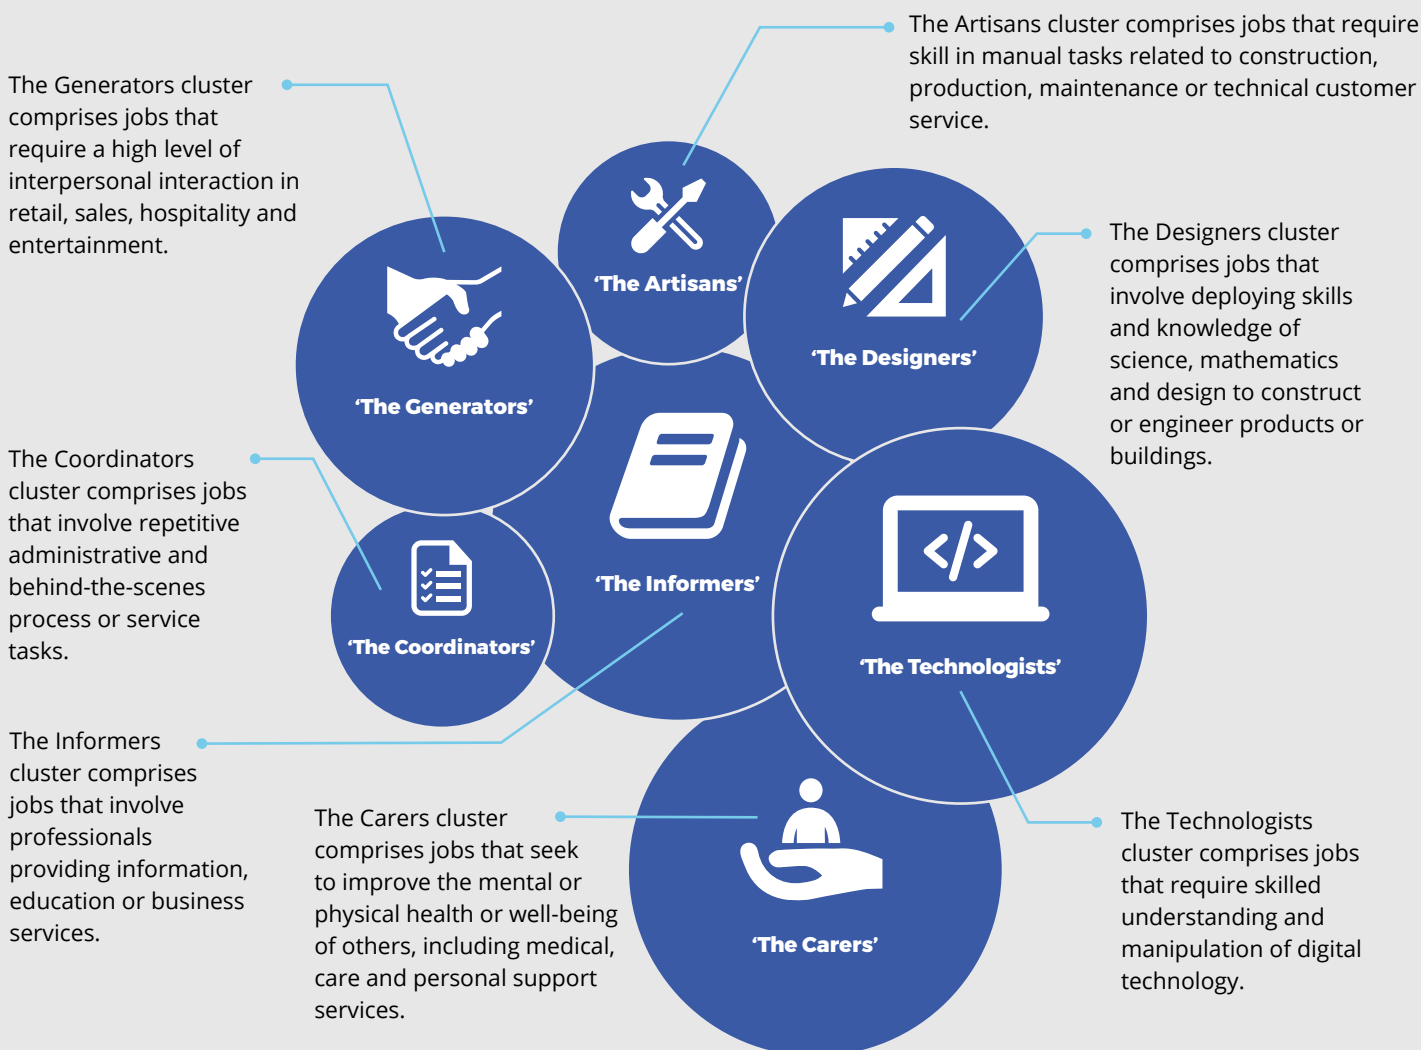 The Artisans cluster comprises jobs that require
skill in manual tasks related to construction,
production, maintenance or technical customer
service.
The Generators cluster
comprises jobs that
require a high level of
interpersonal interaction in
retail, sales, hospitality and
entertainment.
‘The Artisans’
The Designers cluster
comprises jobs that
involve deploying skills
and knowledge of
science, mathematics
and design to construct
or engineer products or
buildings.
‘The Designers’
‘The Generators’
The Coordinators
cluster comprises jobs
that involve repetitive
administrative and
behind-the-scenes
process or service
tasks.
</>
‘The Informers’
‘The Coordinators’
‘The Technologists’
The Informers
cluster comprises
jobs that involve
professionals
providing information,
education or business
services.
The Carers cluster
comprises jobs that seek
to improve the mental or
physical health or well-being
of others, including medical,
care and personal support
services.
‘The Carers’
The Technologists
cluster comprises jobs
that require skilled
understanding and
manipulation of digital
technology.